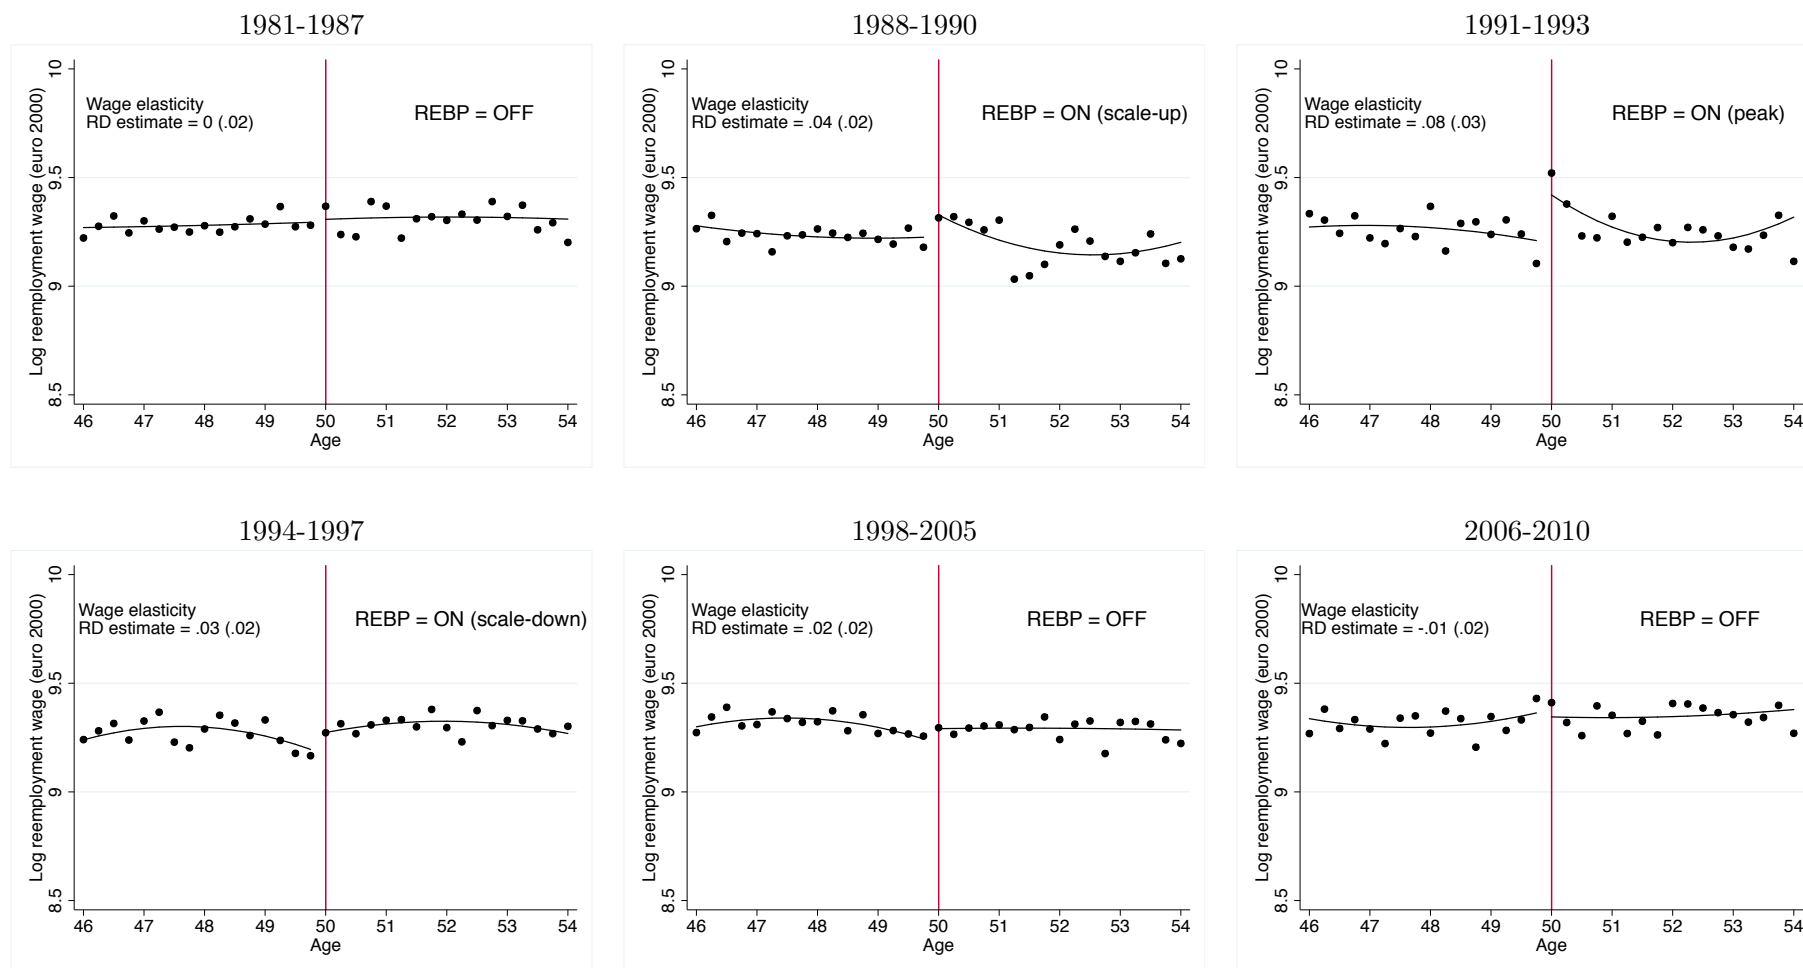 1981-1987
Wage elasticity
RD estimate = 0 (.02)
REBP = OFF
Log reemployment wage (euro 2000)
10
9.5
9
8.5
46 47 48 49 50 51 52 53 54
Age
1988-1990
Wage elasticity
RD estimate = .04 (.02)
REBP = ON (scale-up)
Log reemployment wage (euro 2000)
10
9.5
9
8.5
46 47 48 49 50 51 52 53 54
Age
1991-1993
Wage elasticity
RD estimate = .08 (.03)
REBP = ON (peak)
Log reemployment wage (euro 2000)
10
9.5
9
8.5
46 47 48 49 50 51 52 53 54
Age
1994-1997
Wage elasticity
RD estimate = .03 (.02)
REBP = ON (scale-down)
Log reemployment wage (euro 2000)
10
9.5
9
8.5
46 47 48 49 50 51 52 53 54
Age
1998-2005
Wage elasticity
RD estimate = .02 (.02)
REBP = OFF
Log reemployment wage (euro 2000)
10
9.5
9
8.5
46 47 48 49 50 51 52 53 54
Age
2006-2010
Wage elasticity
RD estimate = -.01 (.02)
REBP = OFF
Log reemployment wage (euro 2000)
10
9.5
9
8.5
46 47 48 49 50 51 52 53 54
Age